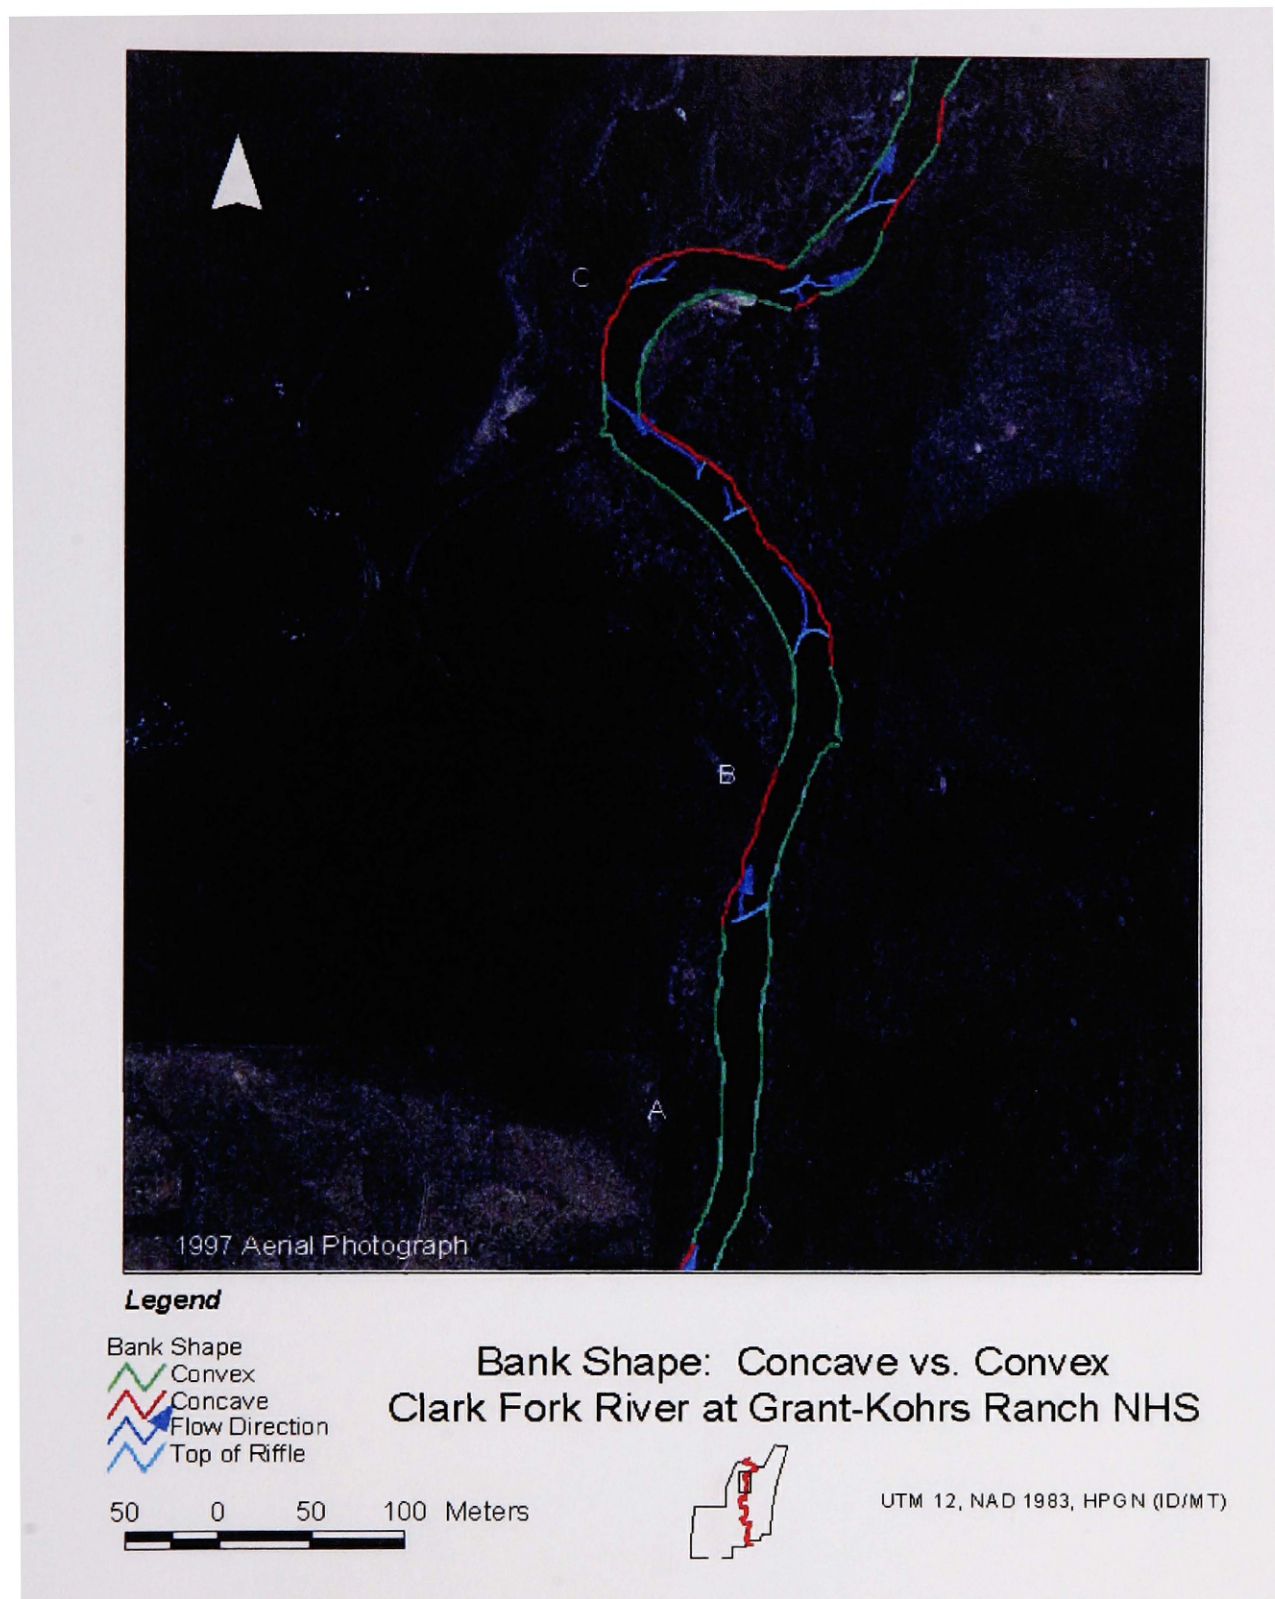 C
B
A
1997 Aerial Photograph
Legend
Bank Shape
Convex
Concave
Flow Direction
Top of Riffle
50 0 50 100 Meters
Bank Shape: Concave vs. Convex
Clark Fork River at Grant-Kohrs Ranch NHS
UTM 12, NAD 1983, HPGN (ID/MT)